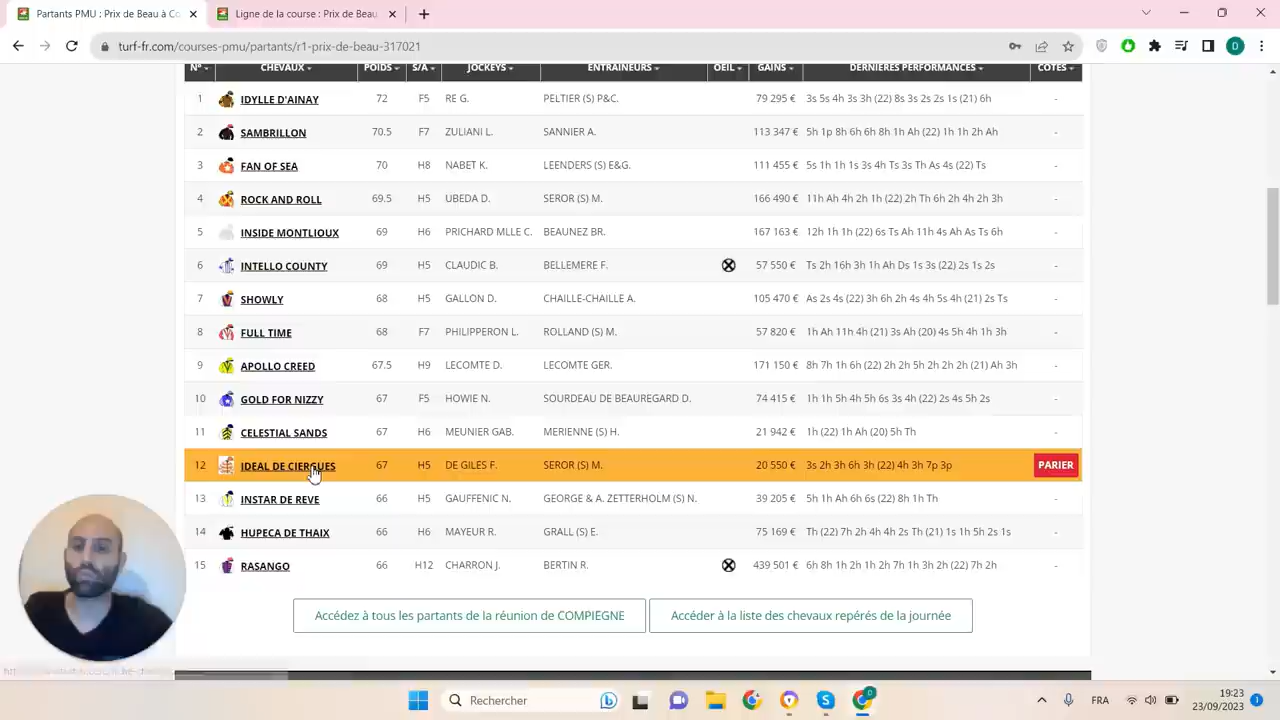 Partants PMU : Prix de Beau à Co
Ligne de la course : Prix de Beau
turf-fr.com/courses-pmu/partants/r1-prix-de-beau-317021
N° CHEVAUX POIDS S/A JOCKEYS ENTRAÎNEURS OEIL GAINS DERNIÈRES PERFORMANCES COTES
1 IDYLLE D'AINAY 72 F5 RE G. PELTIER (S) P&C. 79 295 € 3s 5s 4h 3s 3h (22) 8s 3s 2s 2s 1s (21) 6h -
2 SAMBRILLON 70.5 F7 ZULIANI L. SANNIER A. 113 347 € 5h 1p 8h 6h 6h 8h 1h Ah (22) 1h 1h 2h Ah -
3 FAN OF SEA 70 H8 NABET K. LEENDERS (S) E&G. 111 455 € 5s 1h 1h 1s 3s 4h Ts 3s Th As 4s (22) Ts -
4 ROCK AND ROLL 69.5 H5 UBEDA D. SEROR (S) M. 166 490 € 11h Ah 4h 2h 1h (22) 2h Th 6h 2h 4h 2h 3h -
5 INSIDE MONTLIOUX 69 H6 PRICHARD MLLE C. BEAUNEZ BR. 167 163 € 12h 1h 1h (22) 6s Ts Ah 11h 4s Ah As Ts 6h -
6 INTELLO COUNTY 69 H5 CLAUDIC B. BELLEMERE F. 57 550 € Ts 2h 16h 3h 1h Ah Ds 1s 3s (22) 2s 1s 2s -
7 SHOWLY 68 H5 GALLON D. CHAILLE-CHAILLE A. 105 470 € As 2s 4s (22) 3h 6h 2h 4s 4h 5s 4h (21) 2s Ts -
8 FULL TIME 68 F7 PHILIPPERON L. ROLLAND (S) M. 57 820 € 1h Ah 11h 4h (21) 3s Ah (20) 4s 5h 4h 1h 3h -
9 APOLLO CREED 67.5 H9 LECOMTE D. LECOMTE GER. 171 150 € 8h 7h 1h 6h (22) 2h 2h 5h 2h 2h 2h (21) Ah 3h -
10 GOLD FOR NIZZY 67 F5 HOWIE N. SOURDEAU DE BEAUREGARD D. 74 415 € 1h 1h 5h 4h 5h 6s 3s 4h (22) 2s 4s 5h 2s -
11 CELESTIAL SANDS 67 H6 MEUNIER GAB. MERIENNE (S) H. 21 942 € 1h (22) 1h Ah (20) 5h Th -
12 IDEAL DE CIERGUES 67 H5 DE GILES F. SEROR (S) M. 20 550 € 3s 2h 3h 6h 3h (22) 4h 3h 7p 3p PARIER
13 INSTAR DE REVE 66 H5 GAUFFENIC N. GEORGE & A. ZETTERHOLM (S) N. 39 205 € 5h 1h Ah 6h 6s (22) 8h 1h Th -
14 HUPECA DE THAIX 66 H6 MAYEUR R. GRALL (S) E. 75 169 € Th (22) 7h 2h 4h 4h 2s Th (21) 1s 1h 5h 2s 1s -
15 RASANGO 66 H12 CHARRON J. BERTIN R. 439 501 € 6h 8h 1h 2h 1h 2h 7h 1h 3h 2h (22) 7h 2h -
Accédez à tous les partants de la réunion de COMPIEGNE
Accéder à la liste des chevaux repérés de la journée
Rechercher
FRA
19:23
23/09/2023